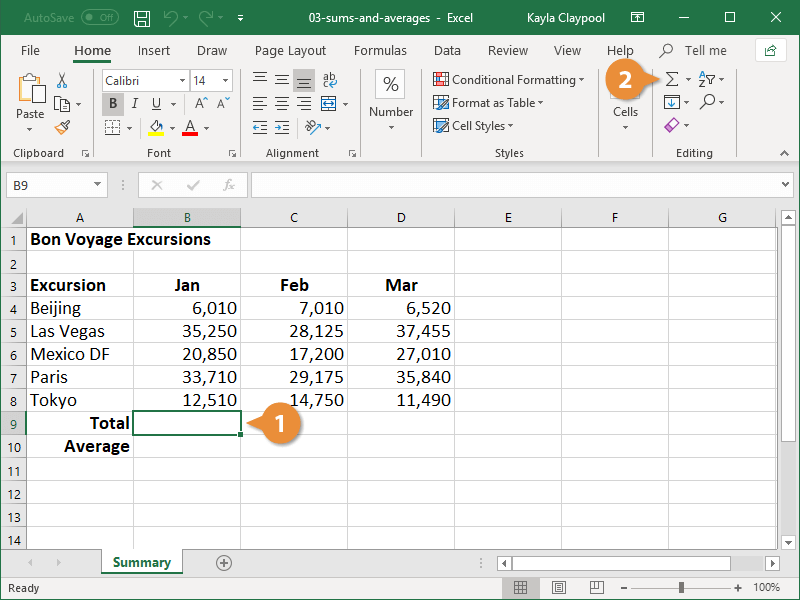 AutoSave Off 03-sums-and-averages - Excel Kayla Claypool
File Home Insert Draw Page Layout Formulas Data Review View Help Tell me
Calibri 14 ab c % Conditional Formatting Σ A Z
Paste B I U A A Number Format as Table Cells
A Cell Styles
Clipboard Font Alignment Styles Editing
2
B9 fx
A B C D E F G
1 Bon Voyage Excursions
2
3 Excursion Jan Feb Mar
4 Beijing 6,010 7,010 6,520
5 Las Vegas 35,250 28,125 37,455
6 Mexico DF 20,850 17,200 27,010
7 Paris 33,710 29,175 35,840
8 Tokyo 12,510 14,750 11,490
9 Total 1
10 Average
11
12
13
14
Summary
Ready 100%